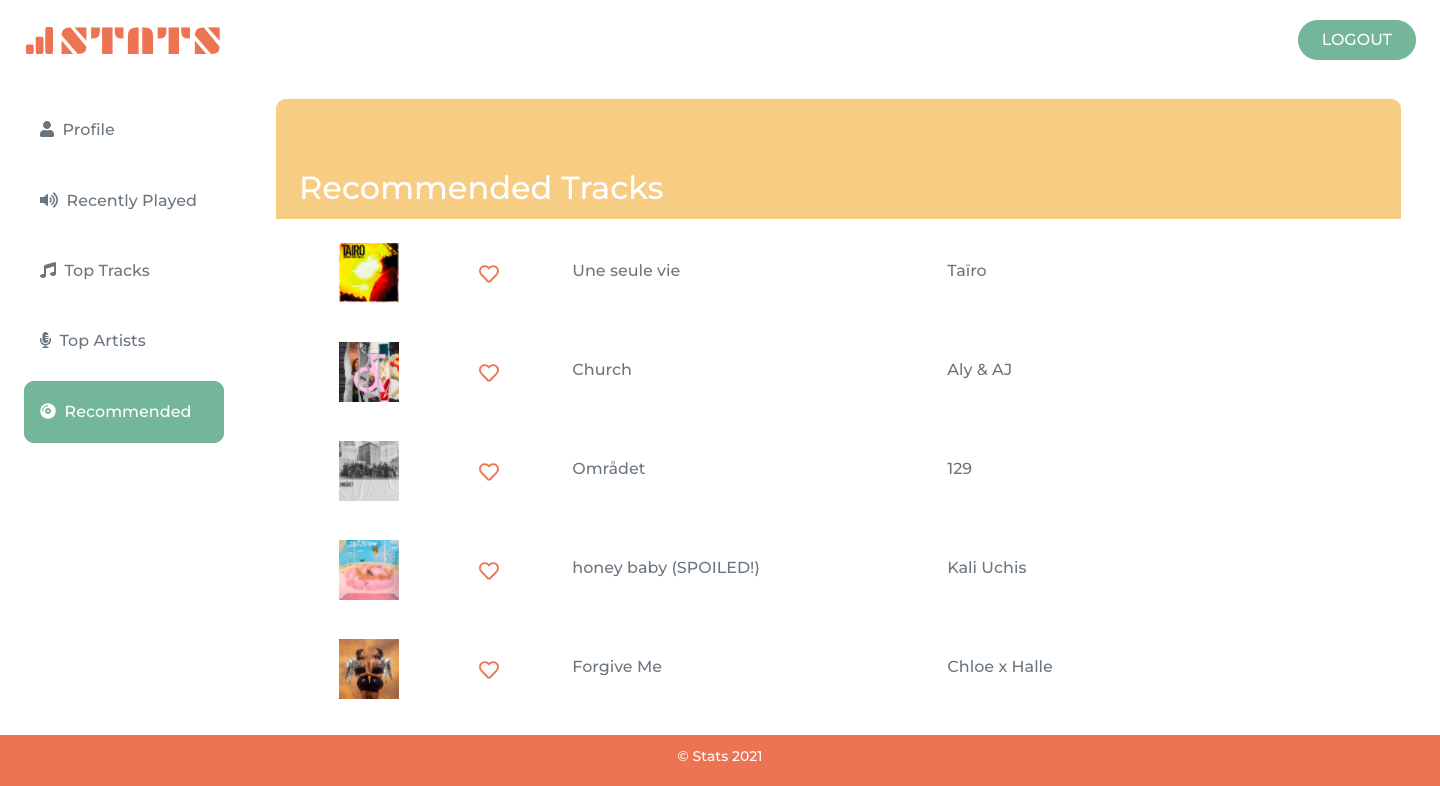 STATS
LOGOUT
Profile
Recently Played
Top Tracks
Top Artists
Recommended
Recommended Tracks
TAÏRO
Une seule vie
Taïro
Church
Aly & AJ
Området
129
honey baby (SPOILED!)
Kali Uchis
Forgive Me
Chloe x Halle
© Stats 2021